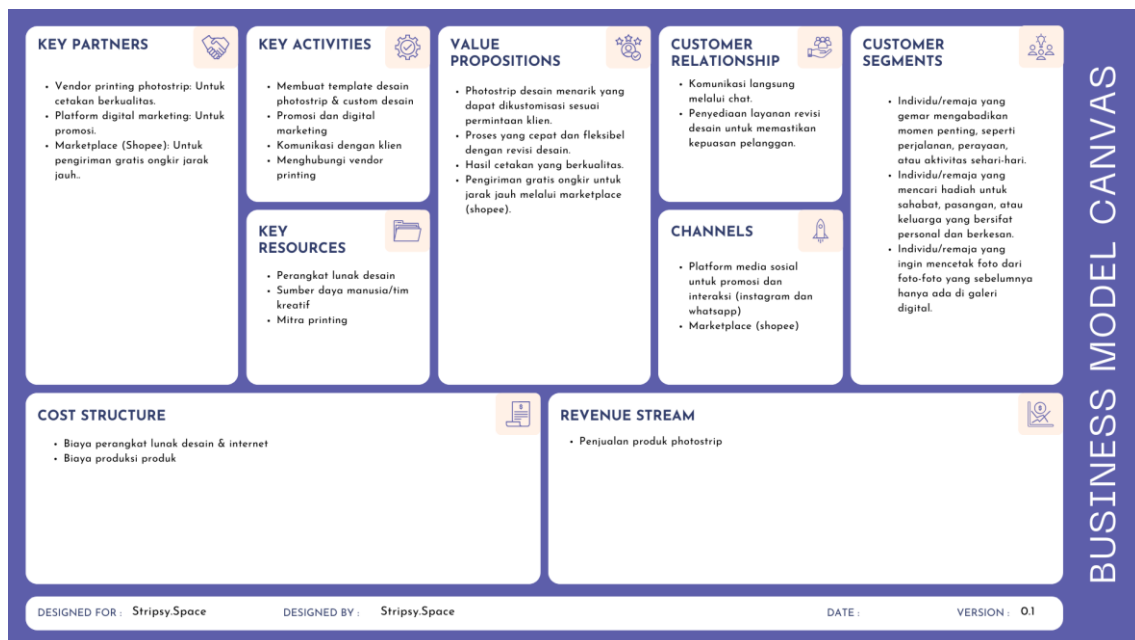 KEY PARTNERS
• Vendor printing photostrip: Untuk
cetakan berkualitas.
• Platform digital marketing: Untuk
promosi.
• Marketplace (Shopee): Untuk
pengiriman gratis ongkir jarak
jauh..
KEY ACTIVITIES
• Membuat template desain
photostrip & custom desain
• Promosi dan digital
marketing
• Komunikasi dengan klien
• Menghubungi vendor
printing
KEY
RESOURCES
• Perangkat lunak desain
• Sumber daya manusia/tim
kreatif
• Mitra printing
VALUE
PROPOSITIONS
• Photostrip desain menarik yang
dapat dikustomisasi sesuai
permintaan klien.
• Proses yang cepat dan fleksibel
dengan revisi desain.
• Hasil cetakan yang berkualitas.
• Pengiriman gratis ongkir untuk
jarak jauh melalui marketplace
(shopee).
CUSTOMER
RELATIONSHIP
• Komunikasi langsung
melalui chat.
• Penyediaan layanan revisi
desain untuk memastikan
kepuasan pelanggan.
CHANNELS
• Platform media sosial
untuk promosi dan
interaksi (instagram dan
whatsapp)
• Marketplace (shopee)
CUSTOMER
SEGMENTS
• Individu/remaja yang
gemar mengabadikan
momen penting, seperti
perjalanan, perayaan,
atau aktivitas sehari-hari.
• Individu/remaja yang
mencari hadiah untuk
sahabat, pasangan, atau
keluarga yang bersifat
personal dan berkesan.
• Individu/remaja yang
ingin mencetak foto dari
foto-foto yang sebelumnya
hanya ada di galeri
digital.
COST STRUCTURE
• Biaya perangkat lunak desain & internet
• Biaya produksi produk
REVENUE STREAM
• Penjualan produk photostrip
DESIGNED FOR : Stripsy.Space
DESIGNED BY : Stripsy.Space
DATE :
VERSION : 0.1
BUSINESS MODEL CANVAS